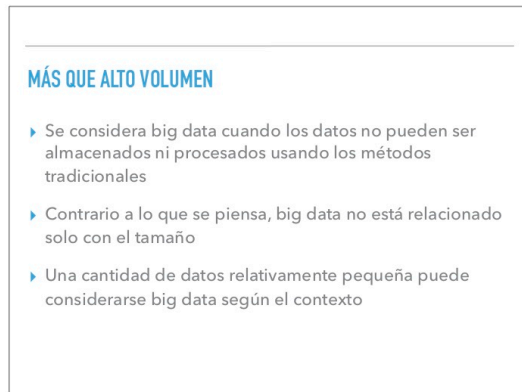 MÁS QUE ALTO VOLUMEN
Se considera big data cuando los datos no pueden ser
almacenados ni procesados usando los métodos
tradicionales
Contrario a lo que se piensa, big data no está relacionado
solo con el tamaño
Una cantidad de datos relativamente pequeña puede
considerarse big data según el contexto